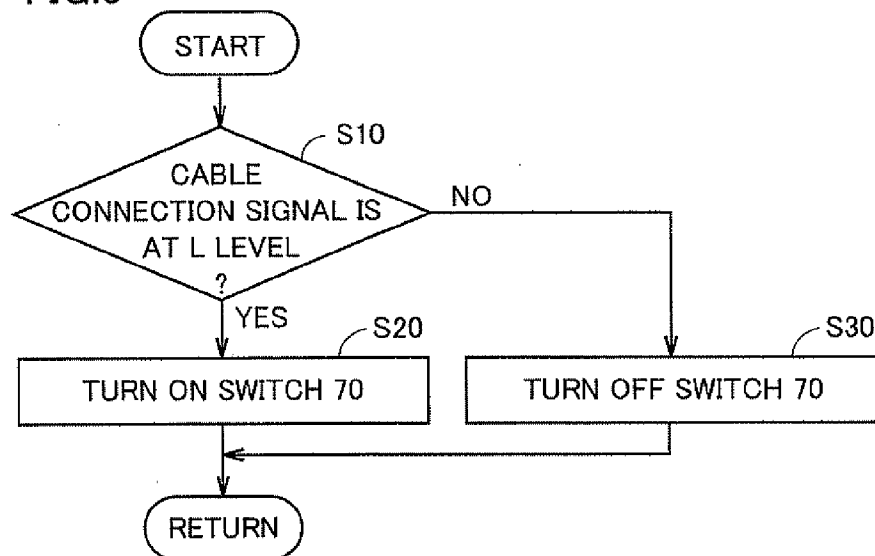 START
S10
CABLE
CONNECTION SIGNAL IS
AT L LEVEL
?
NO
YES
S20
TURN ON SWITCH 70
S30
TURN OFF SWITCH 70
RETURN